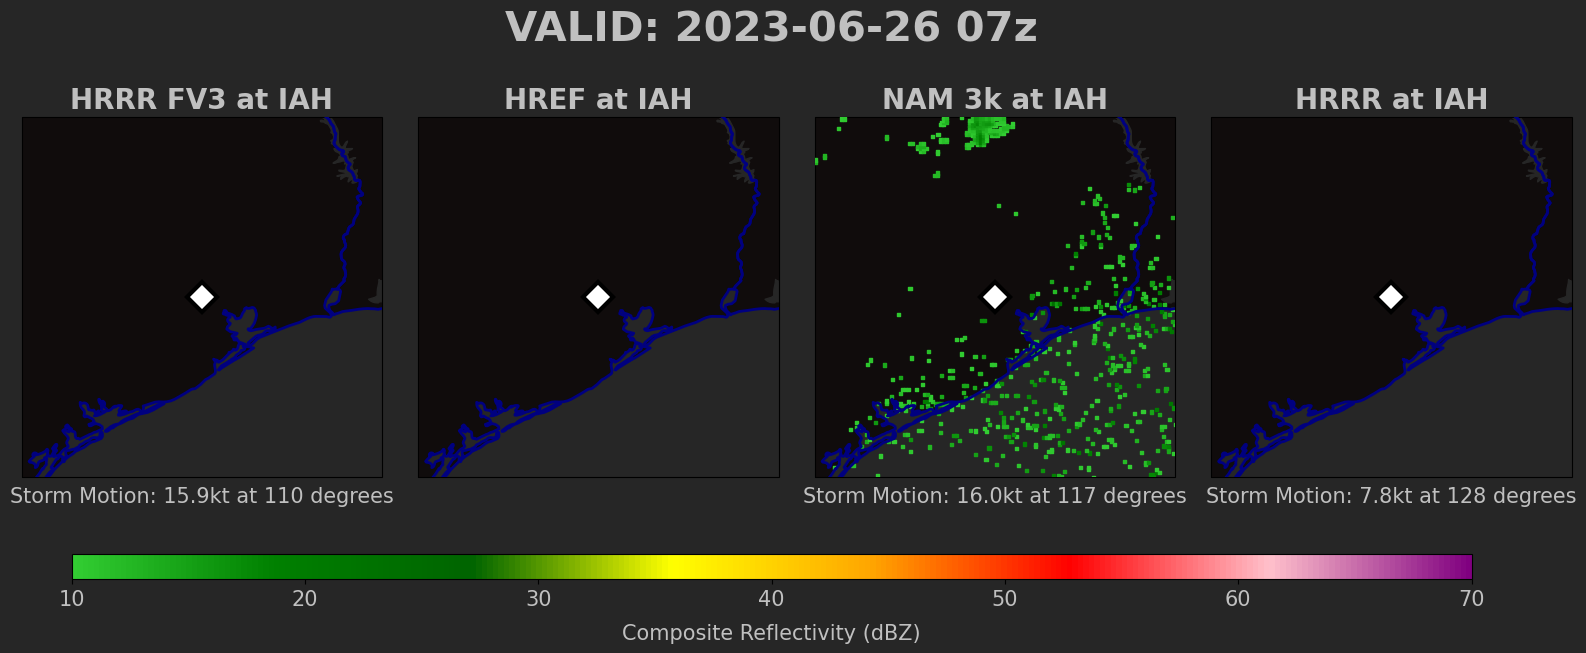 VALID: 2023-06-26 07z
HRRR FV3 at IAH
HREF at IAH
NAM 3k at IAH
HRRR at IAH
Storm Motion: 15.9kt at 110 degrees
Storm Motion: 16.0kt at 117 degrees
Storm Motion: 7.8kt at 128 degrees
10 20 30 40 50 60 70
Composite Reflectivity (dBZ)